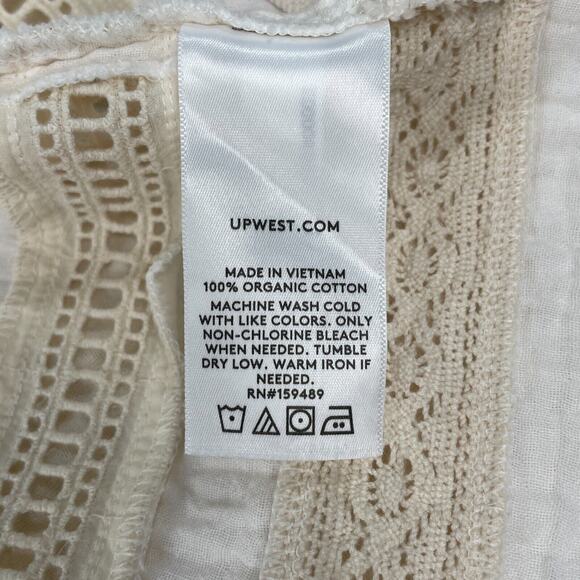 UPWEST.COM
MADE IN VIETNAM
100% ORGANIC COTTON
MACHINE WASH COLD
WITH LIKE COLORS. ONLY
NON-CHLORINE BLEACH
WHEN NEEDED. TUMBLE
DRY LOW. WARM IRON IF
NEEDED.
RN#159489